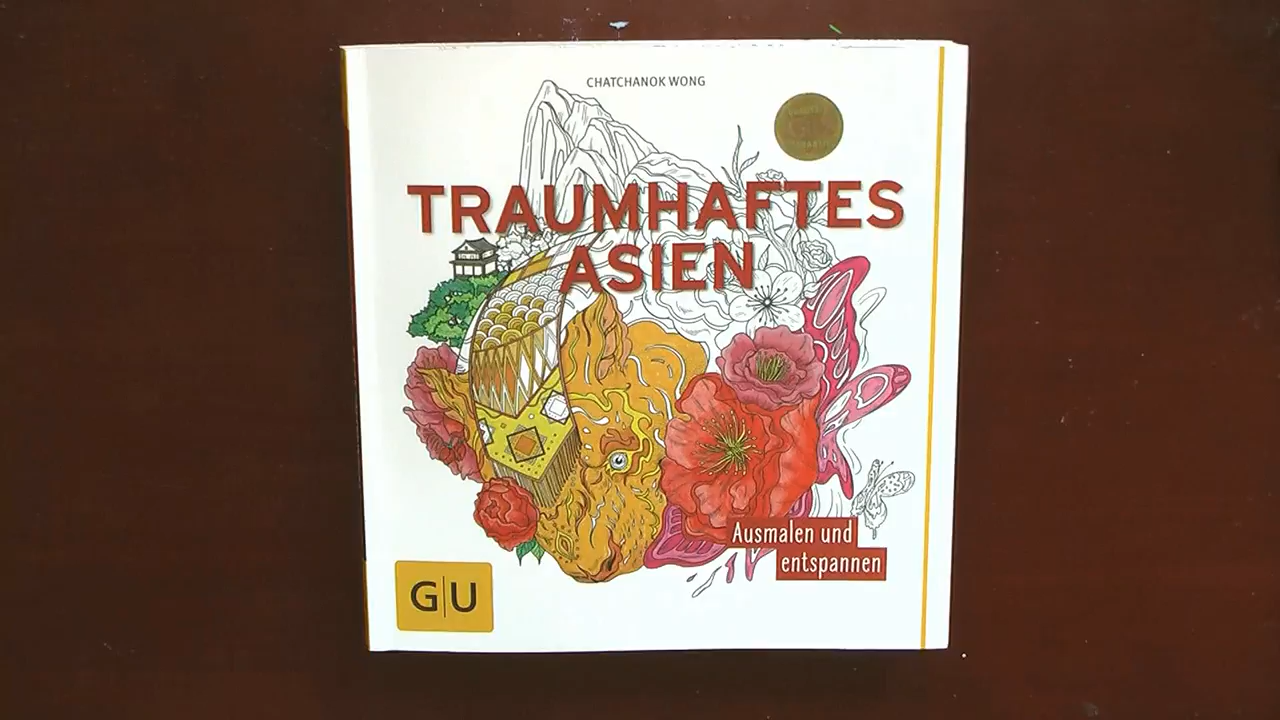 CHATCHANOK WONG
TRAUMHAFTES
ASIEN
Ausmalen und
entspannen
G|U